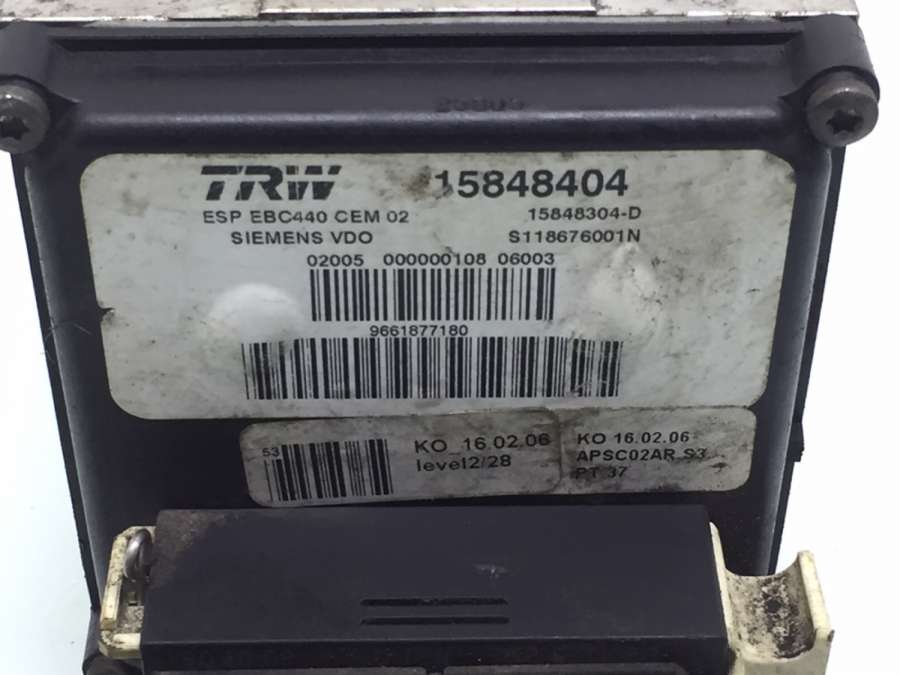 TRW 15848404
ESP EBC440 CEM 02 15848304-D
SIEMENS VDO S118676001N
02005 000000108 06003
9661877180
53
KO_16.02.06
level2/28
KO 16.02.06
APSC02AR S3
PT 37